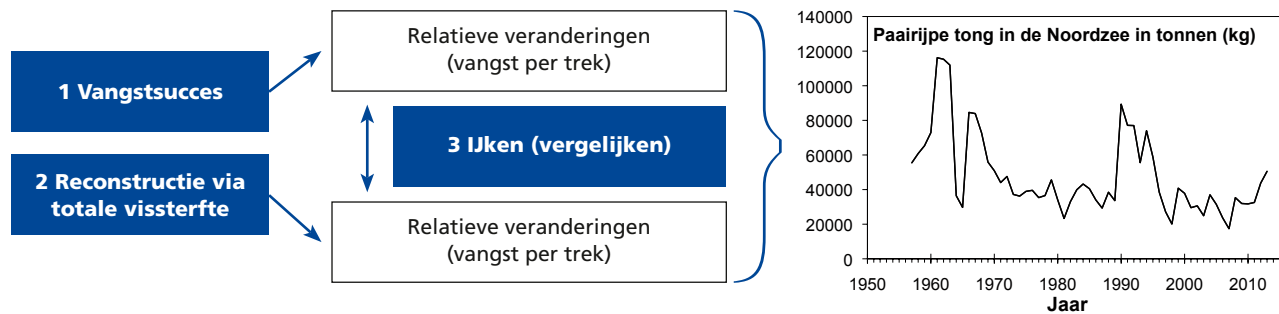 1 Vangstsucces
2 Reconstructie via
totale vissterfte
Relatieve veranderingen
(vangst per trek)
3 IJken (vergelijken)
Relatieve veranderingen
(vangst per trek)
Paairijpe tong in de Noordzee in tonnen (kg)
140000
120000
100000
80000
60000
40000
20000
0
1950 1960 1970 1980 1990 2000 2010
Jaar